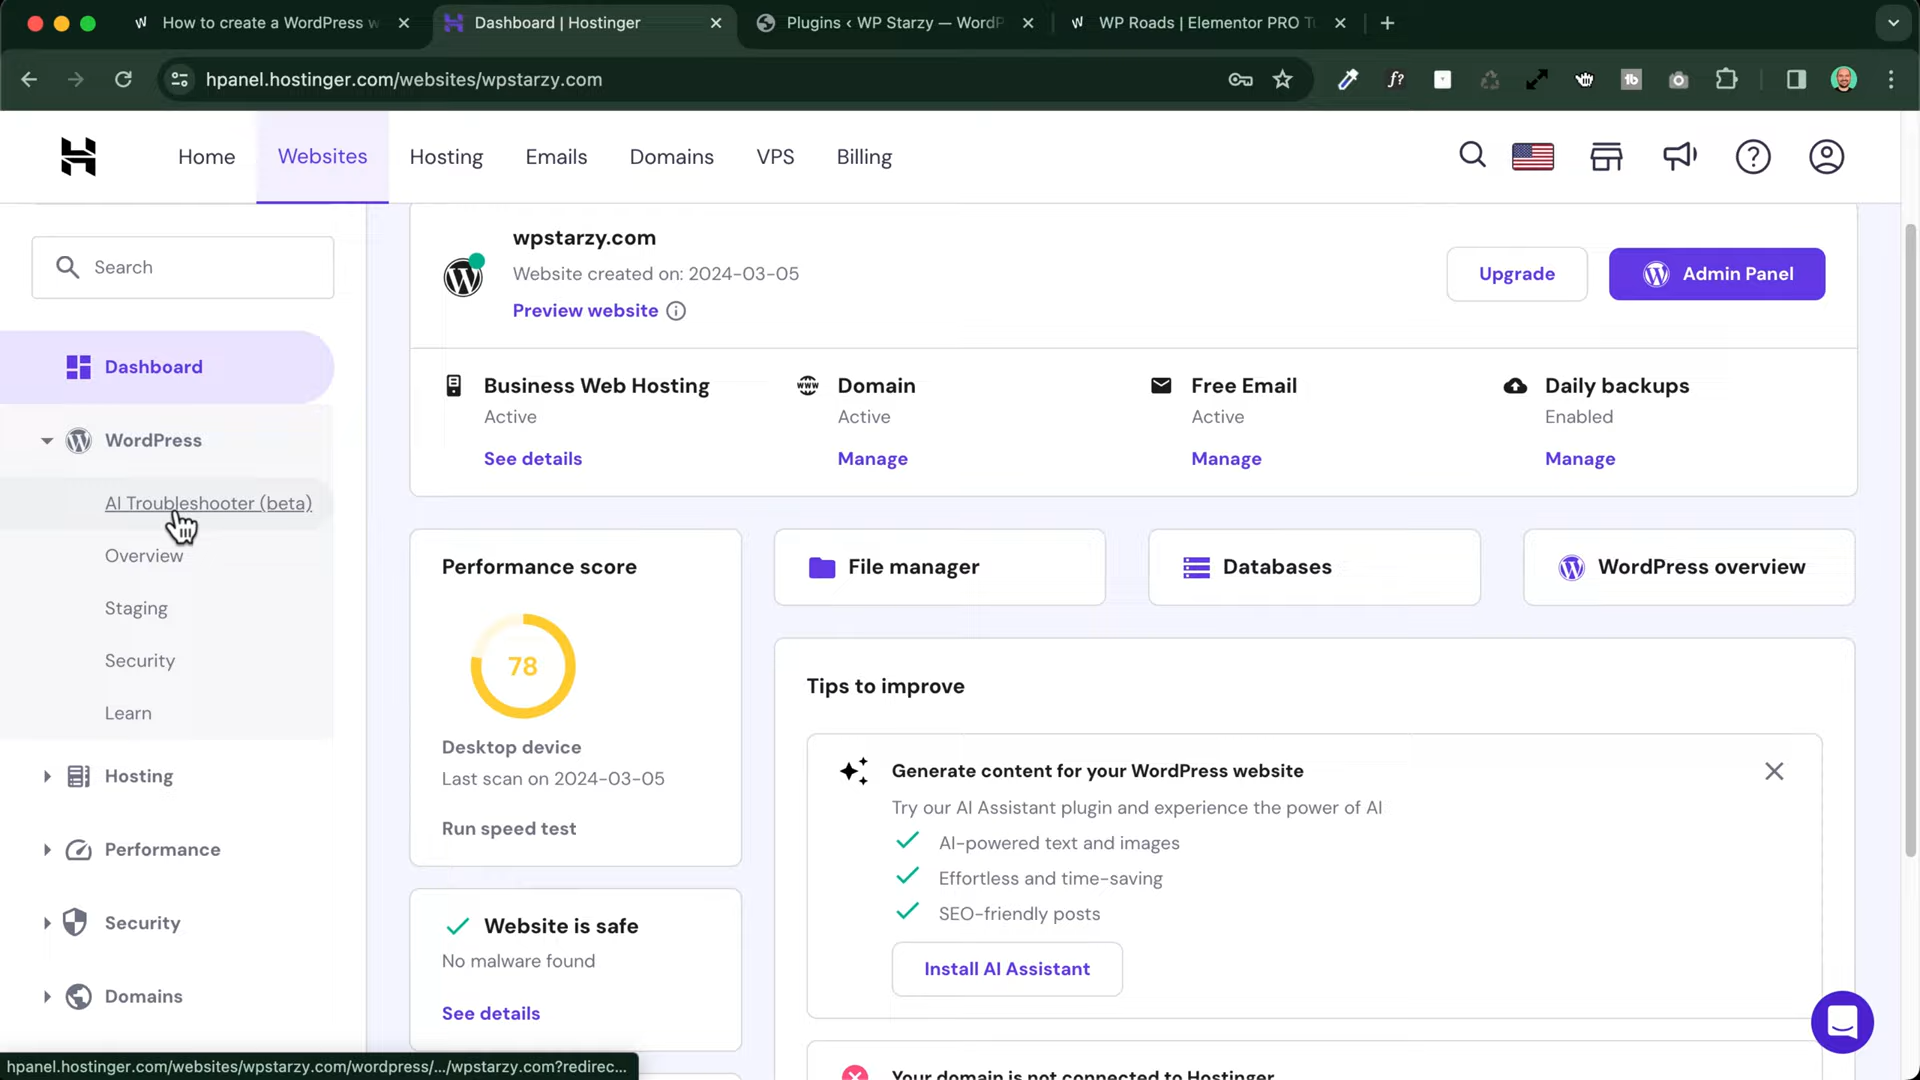 How to create a WordPress w
Dashboard | Hostinger
Plugins ‹ WP Starzy — WordP
WP Roads | Elementor PRO Tu
hpanel.hostinger.com/websites/wpstarzy.com
Home
Websites
Hosting
Emails
Domains
VPS
Billing
Search
Dashboard
WordPress
AI Troubleshooter (beta)
Overview
Staging
Security
Learn
Hosting
Performance
Security
Domains
wpstarzy.com
Website created on: 2024-03-05
Preview website
Upgrade
Admin Panel
Business Web Hosting
Active
See details
Domain
Active
Manage
Free Email
Active
Manage
Daily backups
Enabled
Manage
Performance score
78
Desktop device
Last scan on 2024-03-05
Run speed test
File manager
Databases
WordPress overview
Tips to improve
Generate content for your WordPress website
Try our AI Assistant plugin and experience the power of AI
AI-powered text and images
Effortless and time-saving
SEO-friendly posts
Install AI Assistant
Website is safe
No malware found
See details
Your domain is not connected to Hostinger
hpanel.hostinger.com/websites/wpstarzy.com/wordpress/.../wpstarzy.com?redirec...